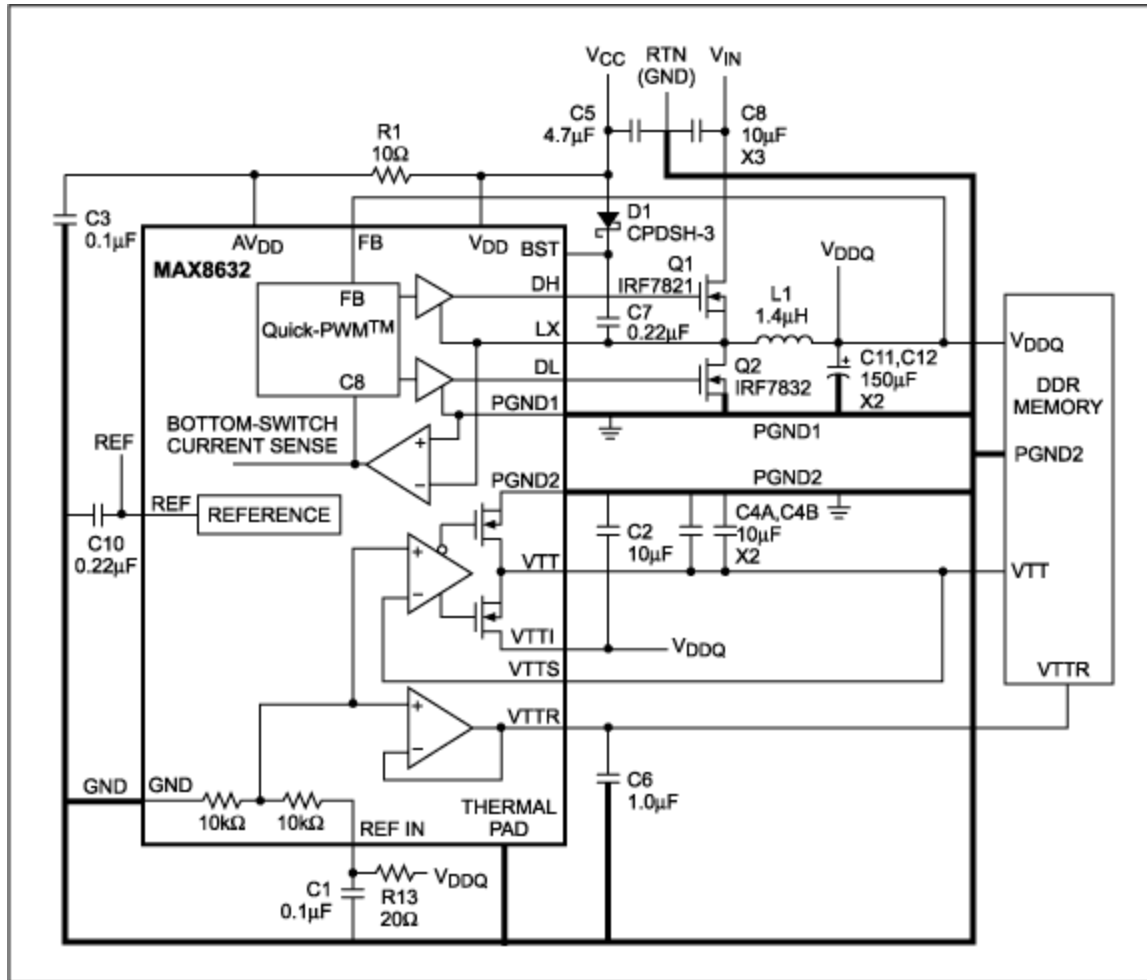 VCC
RTN
(GND)
VIN
C5
4.7µF
C8
10µF
X3
R1
10Ω
C3
0.1µF
AVDD
FB
VDD
BST
D1
CPDSH-3
MAX8632
FB
Quick-PWM™
C8
DH
LX
DL
PGND1
Q1
IRF7821
C7
0.22µF
L1
1.4µH
VDDQ
Q2
IRF7832
C11,C12
150µF
X2
VDDQ
DDR
MEMORY
PGND2
VTT
VTTR
PGND1
BOTTOM-SWITCH
CURRENT SENSE
REF
REF
REFERENCE
C10
0.22µF
PGND2
PGND2
C2
10µF
C4A,C4B
10µF
X2
VTT
VTTI
VDDQ
VTTS
VTTR
C6
1.0µF
GND
GND
10kΩ
10kΩ
REF IN
THERMAL
PAD
C1
0.1µF
R13
20Ω
VDDQ
+
+
−
+
−
+
−